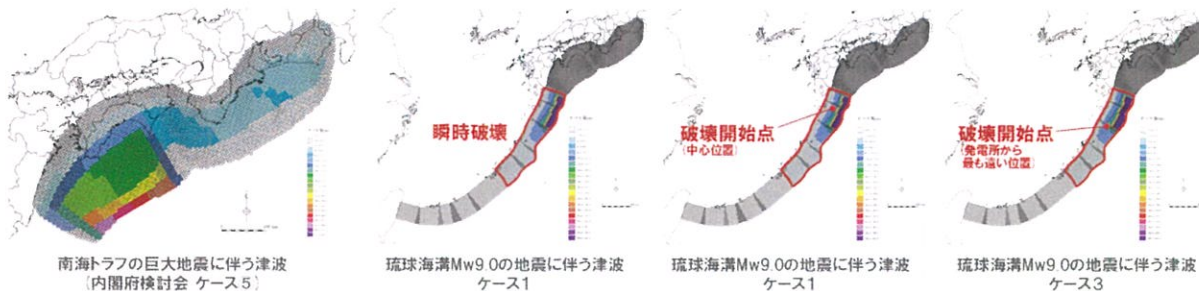 南海トラフの巨大地震に伴う津波
(内閣府検討会 ケース5)
瞬時破壊
琉球海溝Mw9.0の地震に伴う津波
ケース1
破壊開始点
(中心位置)
琉球海溝Mw9.0の地震に伴う津波
ケース1
破壊開始点
(発電所から
最も遠い位置)
琉球海溝Mw9.0の地震に伴う津波
ケース3